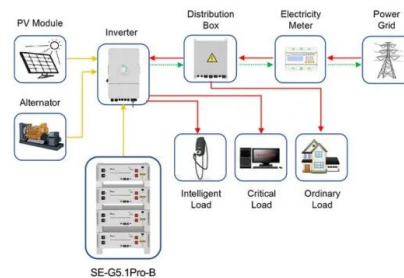 PV Module
Inverter
Distribution
Box
Electricity
Meter
Power
Grid
Alternator
Intelligent
Load
Critical
Load
Ordinary
Load
SE-G5.1Pro-B